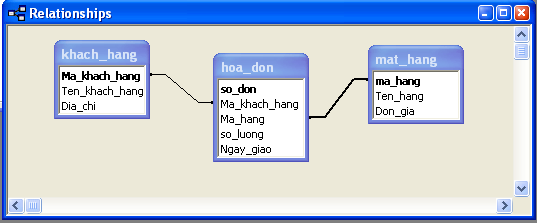 Relationships
khach_hang
Ma_khach_hang
Ten_khach_hang
Dia_chi
hoa_don
so_don
Ma_khach_hang
Ma_hang
so_luong
Ngay_giao
mat_hang
ma_hang
Ten_hang
Don_gia